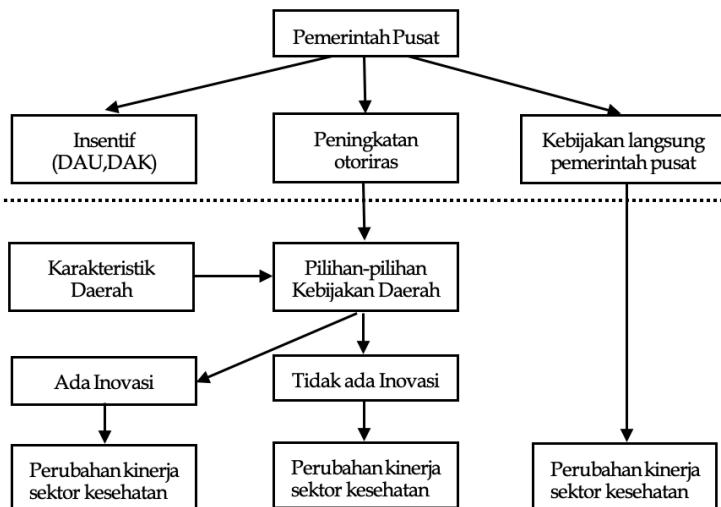 Pemerintah Pusat
Insentif
(DAU,DAK)
Peningkatan
otoriras
Kebijakan langsung
pemerintah pusat
Karakteristik
Daerah
Pilihan-pilihan
Kebijakan Daerah
Ada Inovasi
Tidak ada Inovasi
Perubahan kinerja
sektor kesehatan
Perubahan kinerja
sektor kesehatan
Perubahan kinerja
sektor kesehatan